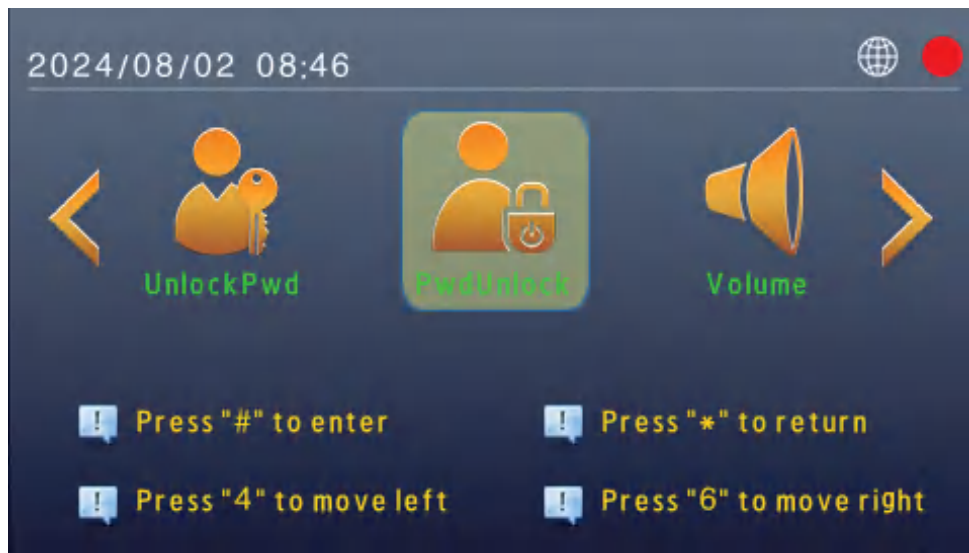 2024/08/02 08:46
UnlockPwd PwdUnlock Volume
Press "#" to enter Press "*" to return
Press "4" to move left Press "6" to move right